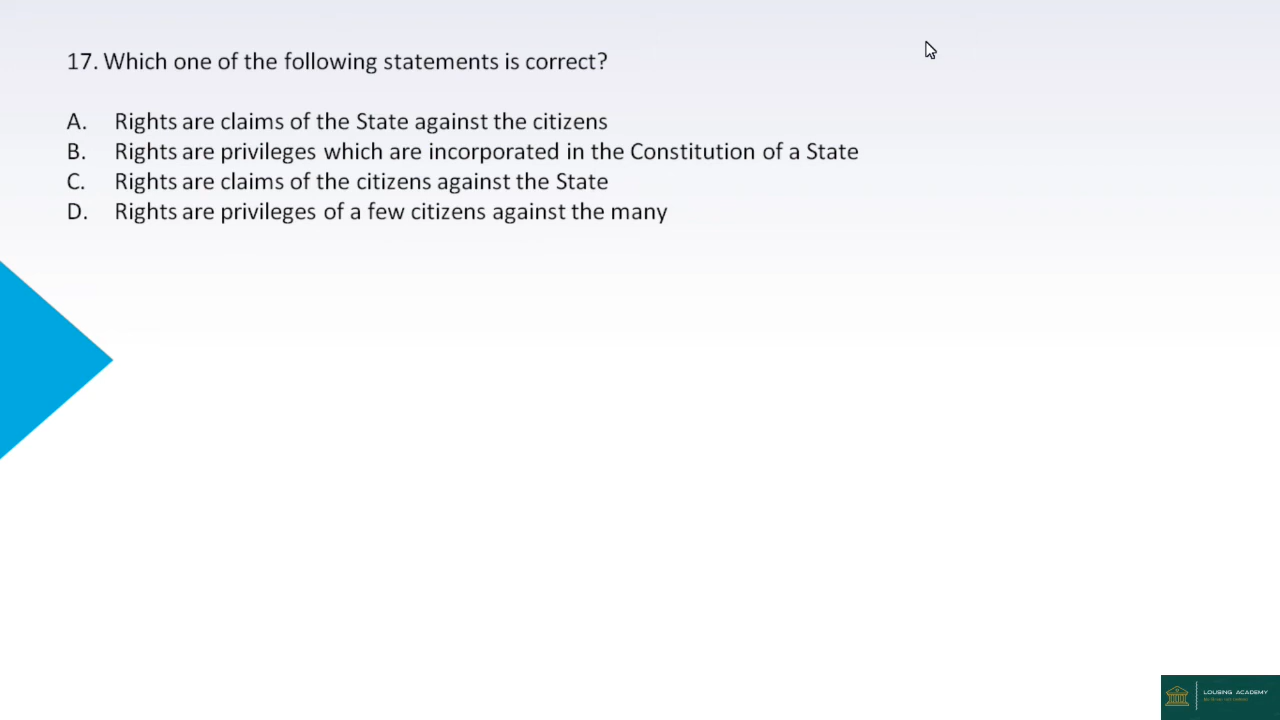 17. Which one of the following statements is correct?
A. Rights are claims of the State against the citizens
B. Rights are privileges which are incorporated in the Constitution of a State
C. Rights are claims of the citizens against the State
D. Rights are privileges of a few citizens against the many
LOUSING ACADEMY